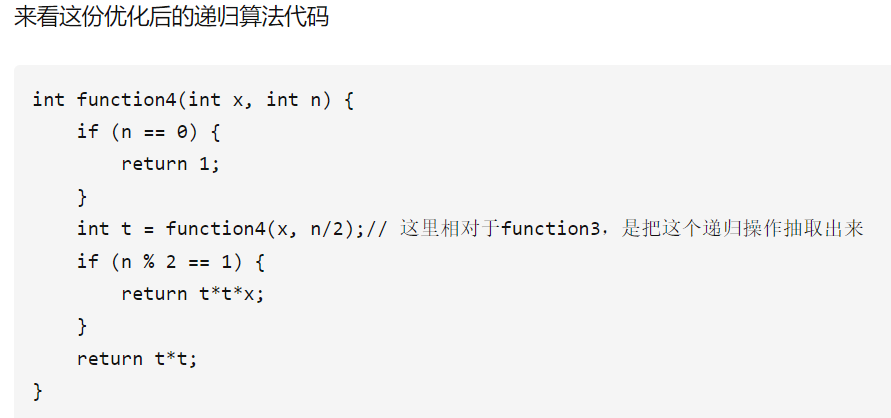 来看这份优化后的递归算法代码
int function4(int x, int n) {
    if (n == 0) {
        return 1;
    }
    int t = function4(x, n/2);// 这里相对于function3，是把这个递归操作抽取出来
    if (n % 2 == 1) {
        return t*t*x;
    }
    return t*t;
}